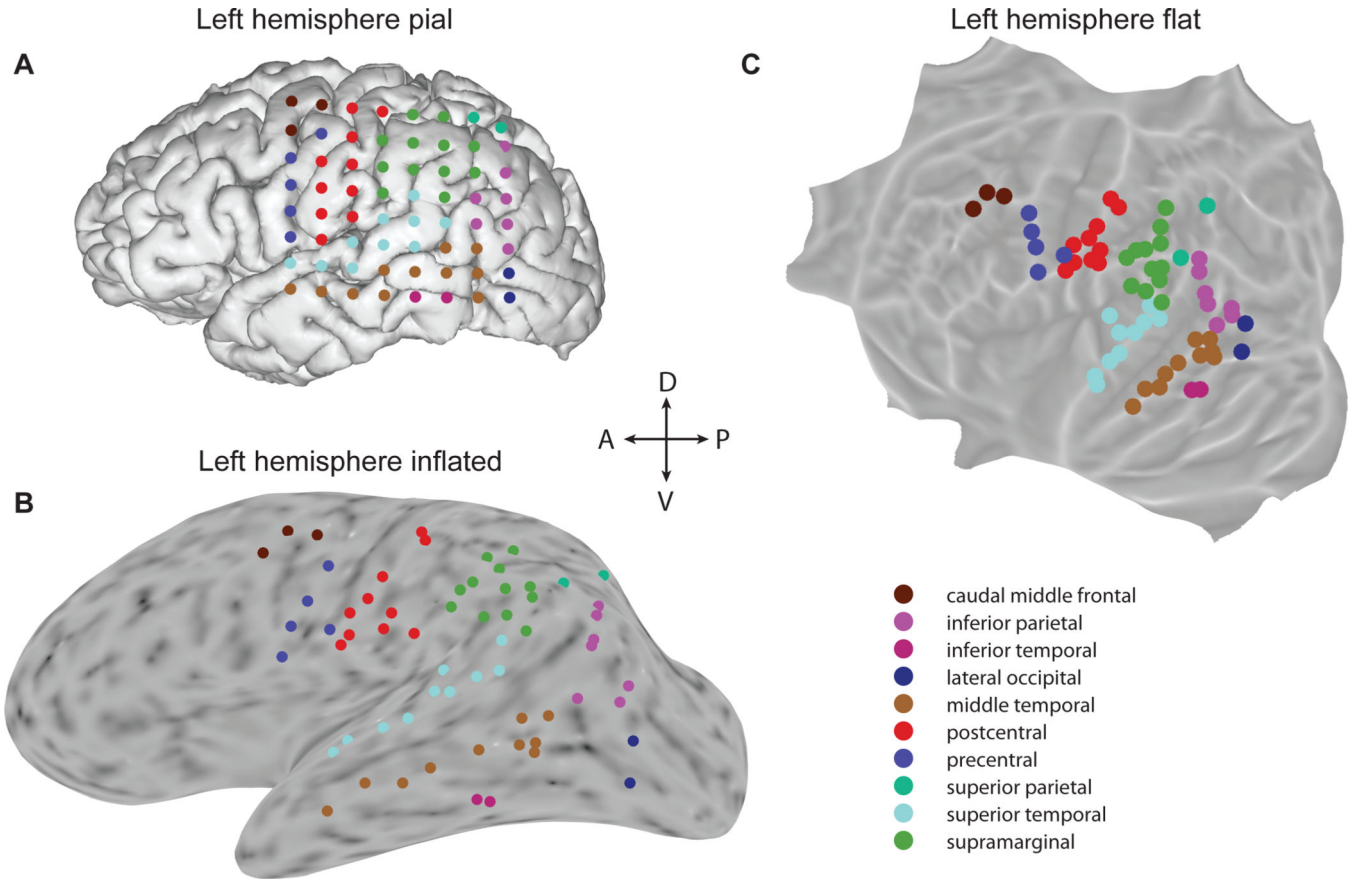 Left hemisphere pial
Left hemisphere flat
A
C
D
A
P
V
Left hemisphere inflated
B
caudal middle frontal
inferior parietal
inferior temporal
lateral occipital
middle temporal
postcentral
precentral
superior parietal
superior temporal
supramarginal